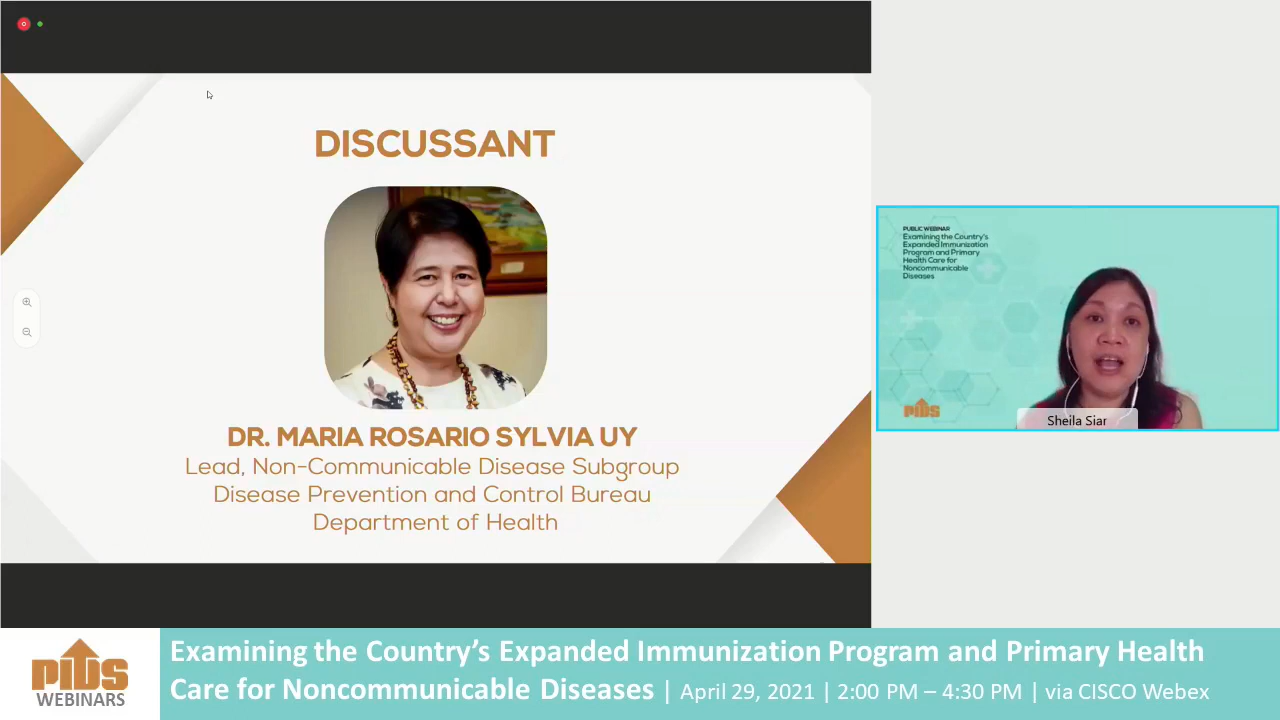 DISCUSSANT
DR. MARIA ROSARIO SYLVIA UY
Lead, Non-Communicable Disease Subgroup
Disease Prevention and Control Bureau
Department of Health
PUBLIC WEBINAR
Examining the Country's
Expanded Immunization
Program and Primary
Health Care for
Noncommunicable
Diseases
PIDS
Sheila Siar
PIDS
WEBINARS
Examining the Country's Expanded Immunization Program and Primary Health
Care for Noncommunicable Diseases | April 29, 2021 | 2:00 PM – 4:30 PM | via CISCO Webex